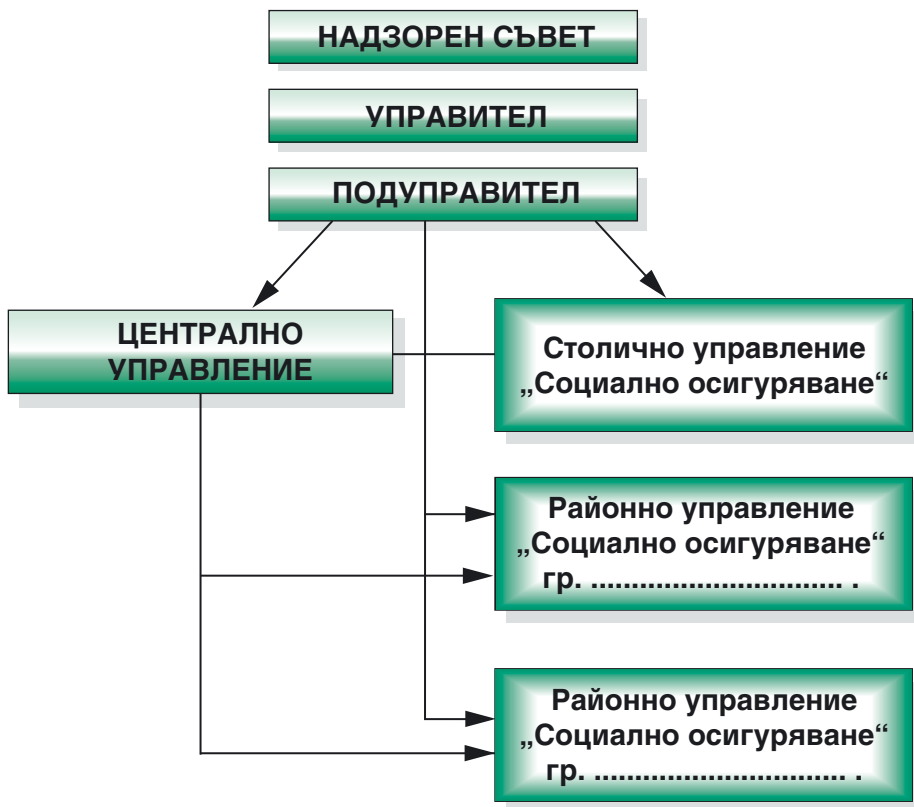 НАДЗОРЕН СЪВЕТ
УПРАВИТЕЛ
ПОДУПРАВИТЕЛ
ЦЕНТРАЛНО
УПРАВЛЕНИЕ
Столично управление
„Социално осигуряване“
Районно управление
„Социално осигуряване“
гр. ............................... .
Районно управление
„Социално осигуряване“
гр. ............................... .